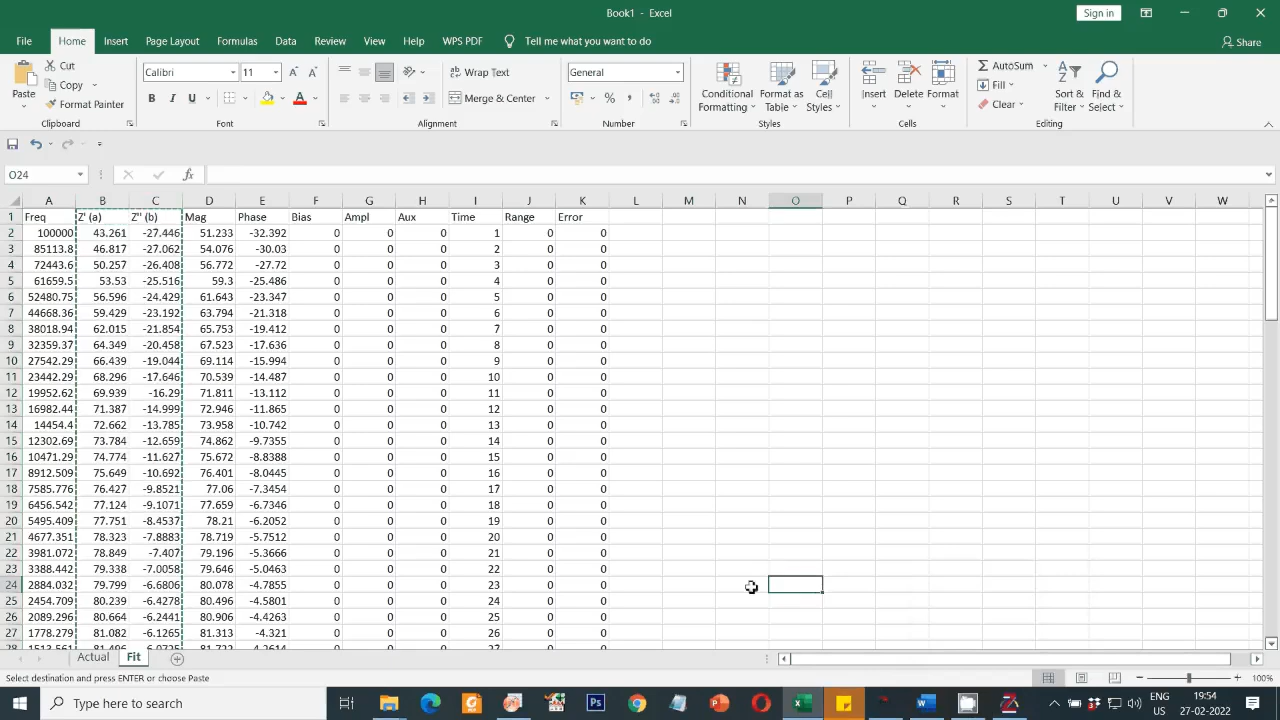 Book1 - Excel
Sign in
File Home Insert Page Layout Formulas Data Review View Help WPS PDF Tell me what you want to do Share
Cut
Copy
Format Painter
Paste
Clipboard
Calibri 11
B I U
Font
Wrap Text
Merge & Center
Alignment
General
% ,
Number
Conditional Formatting
Format as Table
Cell Styles
Styles
Insert Delete Format
Cells
AutoSum
Fill
Clear
Sort & Filter
Find & Select
Editing
O24 fx
A B C D E F G H I J K L M N O P Q R S T U V W
1 Freq Z' (a) Z'' (b) Mag Phase Bias Ampl Aux Time Range Error
2 100000 43.261 -27.446 51.233 -32.392 0 0 0 1 0 0
3 85113.8 46.817 -27.062 54.076 -30.03 0 0 0 2 0 0
4 72443.6 50.257 -26.408 56.772 -27.72 0 0 0 3 0 0
5 61659.5 53.53 -25.516 59.3 -25.486 0 0 0 4 0 0
6 52480.75 56.596 -24.429 61.643 -23.347 0 0 0 5 0 0
7 44668.36 59.429 -23.192 63.794 -21.318 0 0 0 6 0 0
8 38018.94 62.015 -21.854 65.753 -19.412 0 0 0 7 0 0
9 32359.37 64.349 -20.458 67.523 -17.636 0 0 0 8 0 0
10 27542.29 66.439 -19.044 69.114 -15.994 0 0 0 9 0 0
11 23442.29 68.296 -17.646 70.539 -14.487 0 0 0 10 0 0
12 19952.62 69.939 -16.29 71.811 -13.112 0 0 0 11 0 0
13 16982.44 71.387 -14.999 72.946 -11.865 0 0 0 12 0 0
14 14454.4 72.662 -13.785 73.958 -10.742 0 0 0 13 0 0
15 12302.69 73.784 -12.659 74.862 -9.7355 0 0 0 14 0 0
16 10471.29 74.774 -11.627 75.672 -8.8388 0 0 0 15 0 0
17 8912.509 75.649 -10.692 76.401 -8.0445 0 0 0 16 0 0
18 7585.776 76.427 -9.8521 77.06 -7.3454 0 0 0 17 0 0
19 6456.542 77.124 -9.1071 77.659 -6.7346 0 0 0 18 0 0
20 5495.409 77.751 -8.4537 78.21 -6.2052 0 0 0 19 0 0
21 4677.351 78.323 -7.8883 78.719 -5.7512 0 0 0 20 0 0
22 3981.072 78.849 -7.407 79.196 -5.3666 0 0 0 21 0 0
23 3388.442 79.338 -7.0058 79.646 -5.0463 0 0 0 22 0 0
24 2884.032 79.799 -6.6806 80.078 -4.7855 0 0 0 23 0 0
25 2454.709 80.239 -6.4278 80.496 -4.5801 0 0 0 24 0 0
26 2089.296 80.664 -6.2441 80.906 -4.4263 0 0 0 25 0 0
27 1778.279 81.082 -6.1265 81.313 -4.321 0 0 0 26 0 0
28 1513.561 81.496 -6.0725 81.722 -4.2614 0 0 0 27 0 0
Actual Fit
Select destination and press ENTER or choose Paste
100%
Type here to search
ENG
US
19:54
27-02-2022